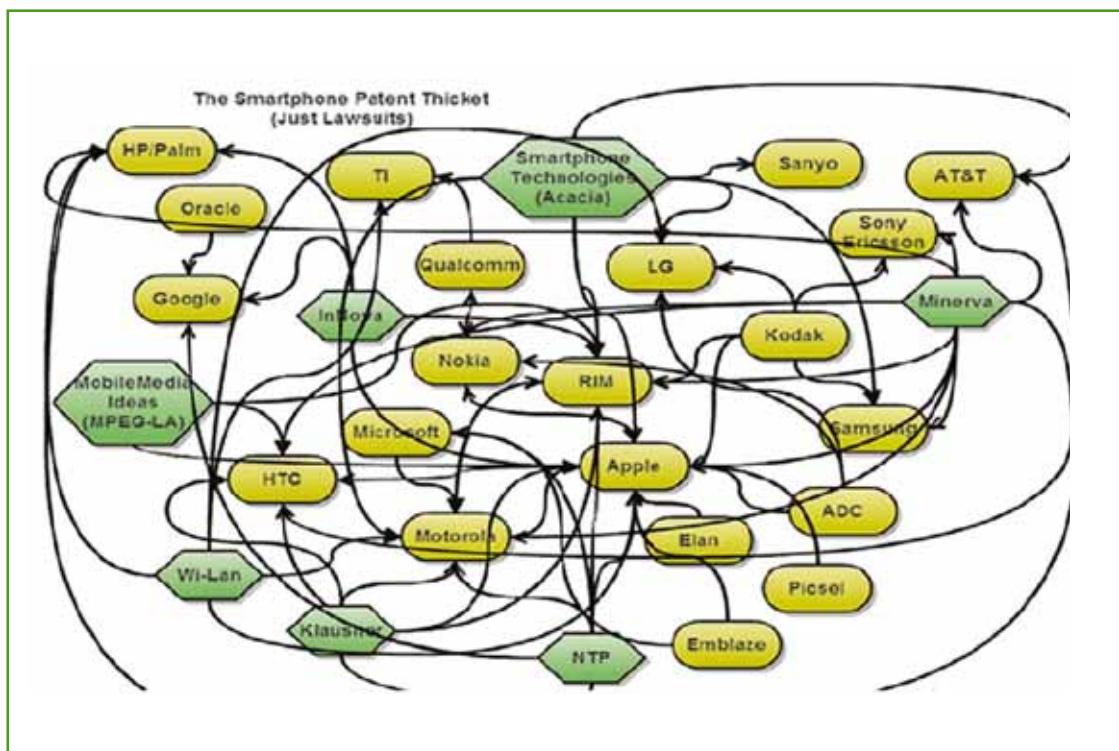 The Smartphone Patent Thicket
(Just Lawsuits)
HP/Palm
TI
Smartphone
Technologies
(Acacia)
Sanyo
AT&T
Oracle
Sony
Ericsson
Qualcomm
LG
Google
InNova
Minerva
Kodak
Nokia
RIM
MobileMedia
Ideas
(MPEG-LA)
Microsoft
Samsung
HTC
Apple
ADC
Motorola
Elan
Wi-Lan
Picsel
Klausner
NTP
Emblaze